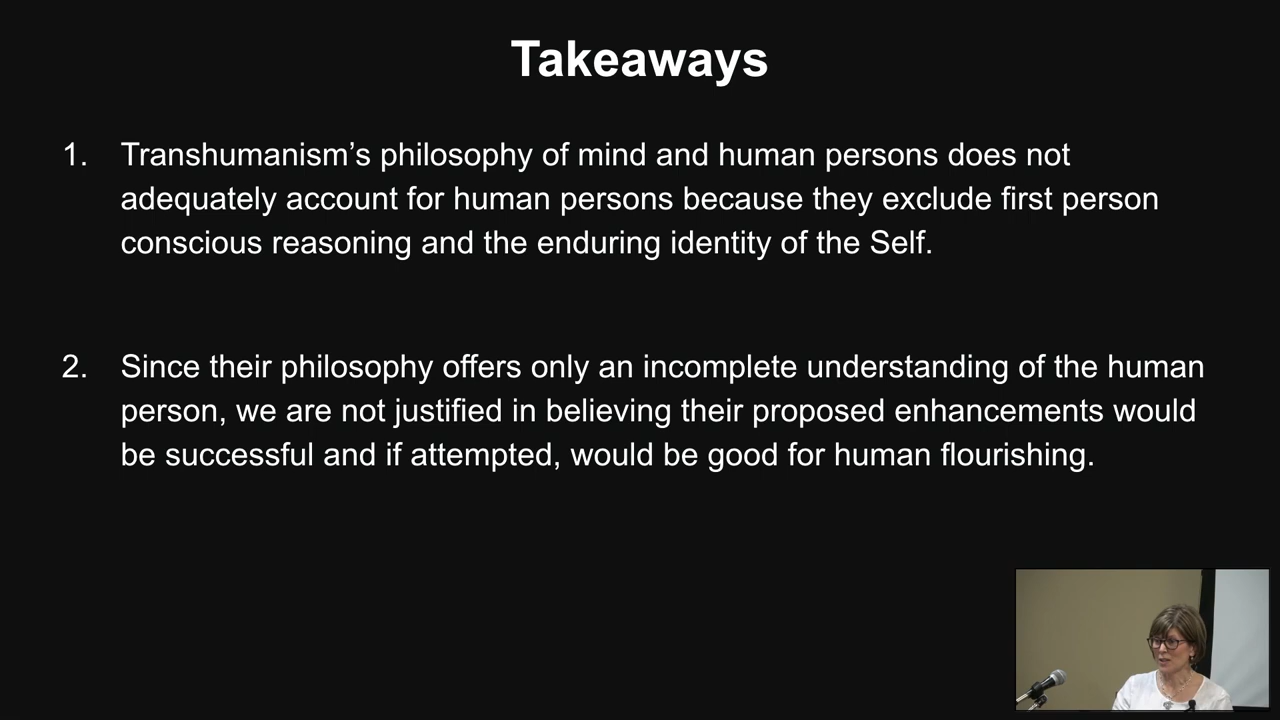 Takeaways
1. Transhumanism’s philosophy of mind and human persons does not
adequately account for human persons because they exclude first person
conscious reasoning and the enduring identity of the Self.
2. Since their philosophy offers only an incomplete understanding of the human
person, we are not justified in believing their proposed enhancements would
be successful and if attempted, would be good for human flourishing.